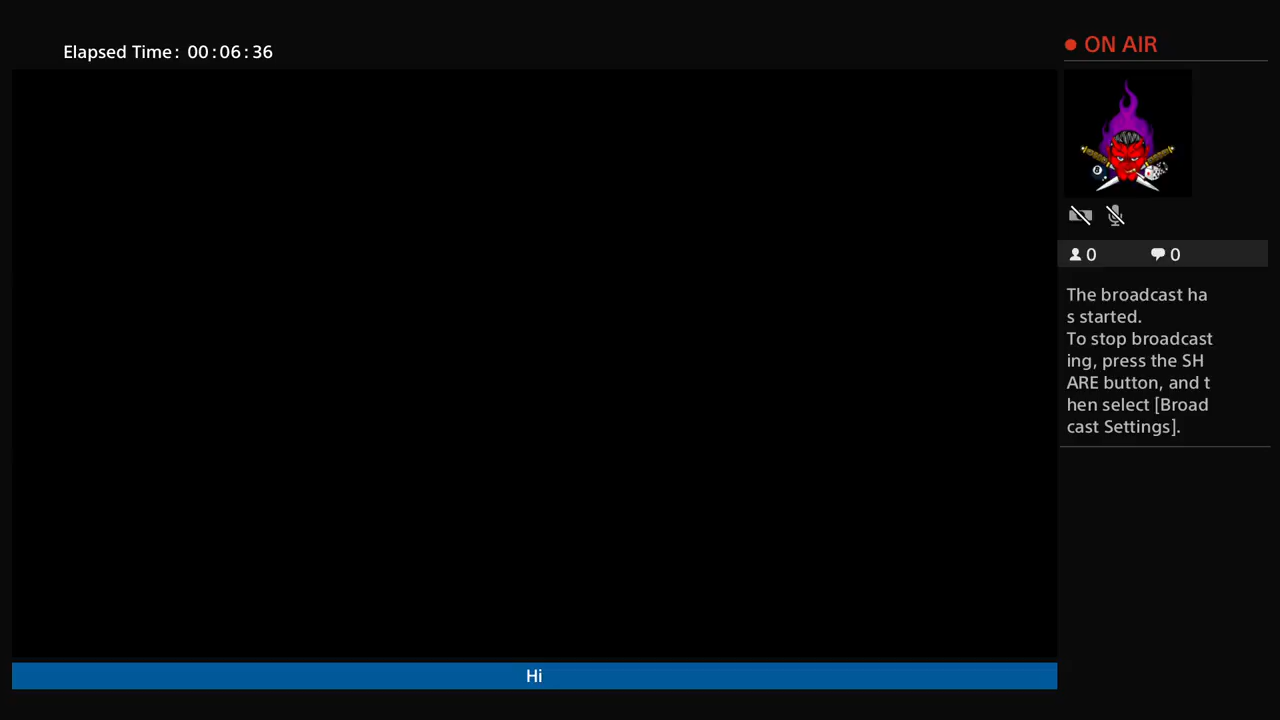 Elapsed Time: 00:06:36
ON AIR
0 0
The broadcast ha
s started.
To stop broadcast
ing, press the SH
ARE button, and t
hen select [Broad
cast Settings].
Hi